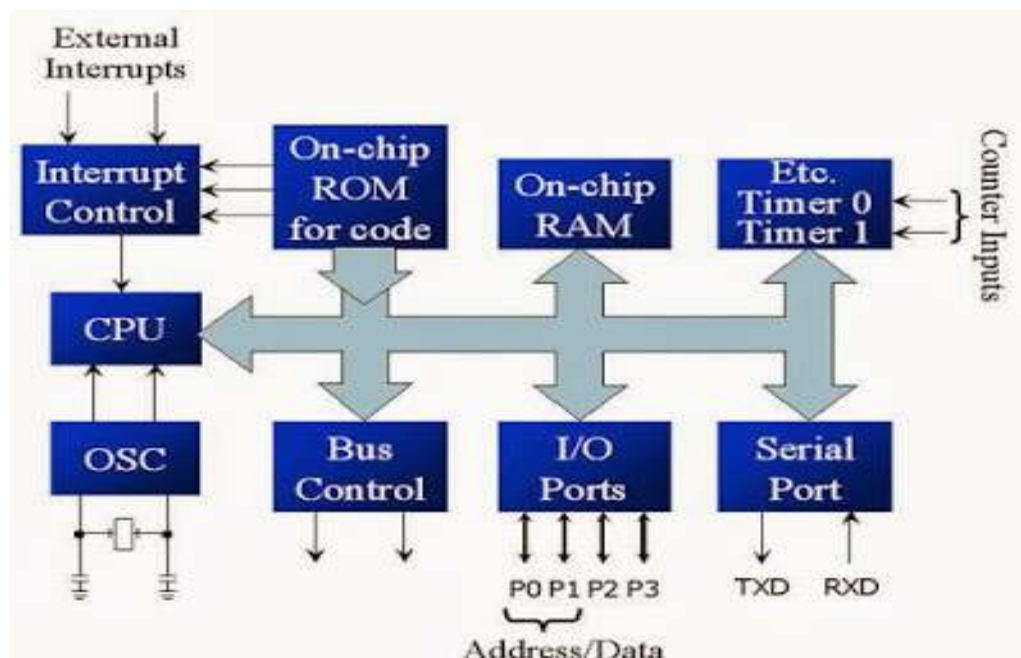 External
Interrupts
Interrupt
Control
On-chip
ROM
for code
On-chip
RAM
Etc.
Timer 0
Timer 1
Counter Inputs
CPU
OSC
Bus
Control
I/O
Ports
Serial
Port
P0 P1 P2 P3
TXD RXD
Address/Data